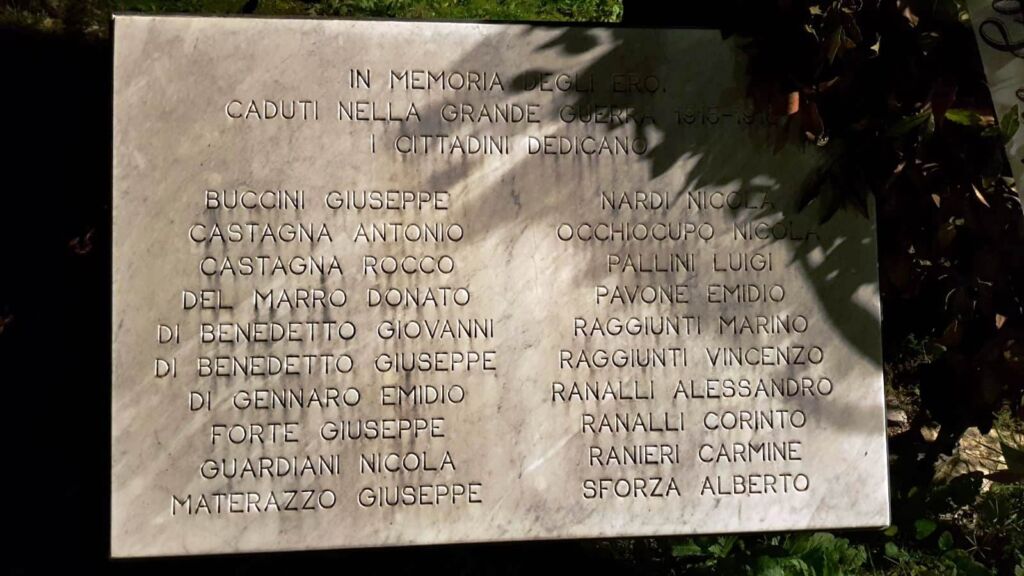 IN MEMORIA DEGLI EROI
CADUTI NELLA GRANDE GUERRA 1915-1918
I CITTADINI DEDICANO
BUCCINI GIUSEPPE
CASTAGNA ANTONIO
CASTAGNA ROCCO
DEL MARRO DONATO
DI BENEDETTO GIOVANNI
DI BENEDETTO GIUSEPPE
DI GENNARO EMIDIO
FORTE GIUSEPPE
GUARDIANI NICOLA
MATERAZZO GIUSEPPE
NARDI NICOLA
OCCHIOCUPO NICOLA
PALLINI LUIGI
PAVONE EMIDIO
RAGGIUNTI MARINO
RAGGIUNTI VINCENZO
RANALLI ALESSANDRO
RANALLI CORINTO
RANIERI CARMINE
SFORZA ALBERTO